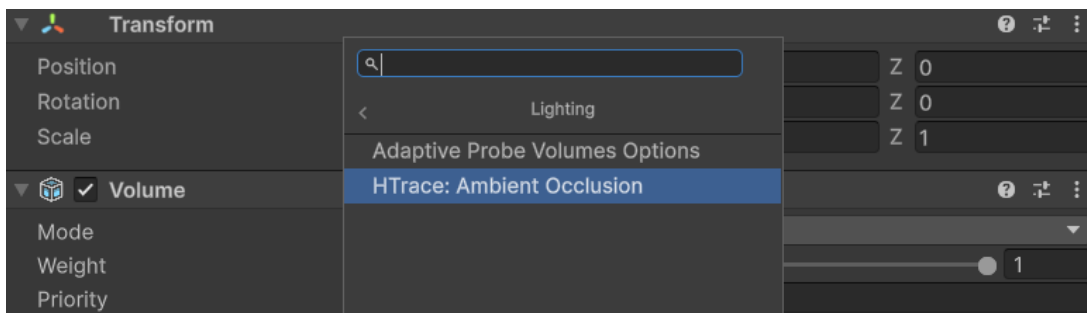 Transform
Position
Z 0
Rotation
Z 0
Scale
Z 1
Lighting
Adaptive Probe Volumes Options
HTrace: Ambient Occlusion
Volume
Mode
Weight
1
Priority